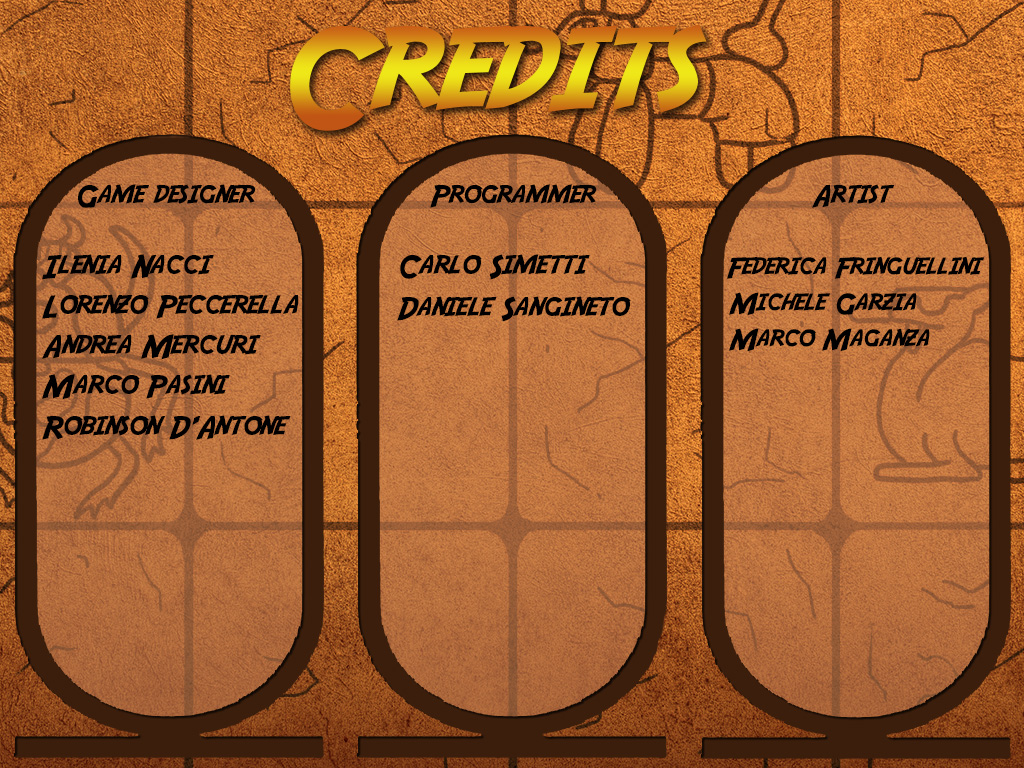 Credits
Game designer
Ilenia Nacci
Lorenzo Peccerella
Andrea Mercuri
Marco Pasini
Robinson D'Antone
Programmer
Carlo Simetti
Daniele Sangineto
Artist
Federica Fringuellini
Michele Garzia
Marco Maganza